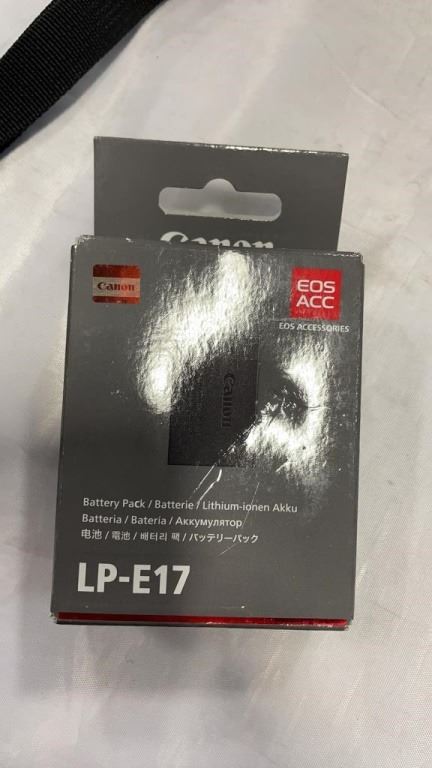 Canon
Canon
EOS
ACC
EOS ACCESSORIES
Canon
Battery Pack / Batterie / Lithium-ionen Akku
Batteria / Bateria / Аккумулятор
电池 / 電池 / 배터리 팩 / バッテリーパック
LP-E17